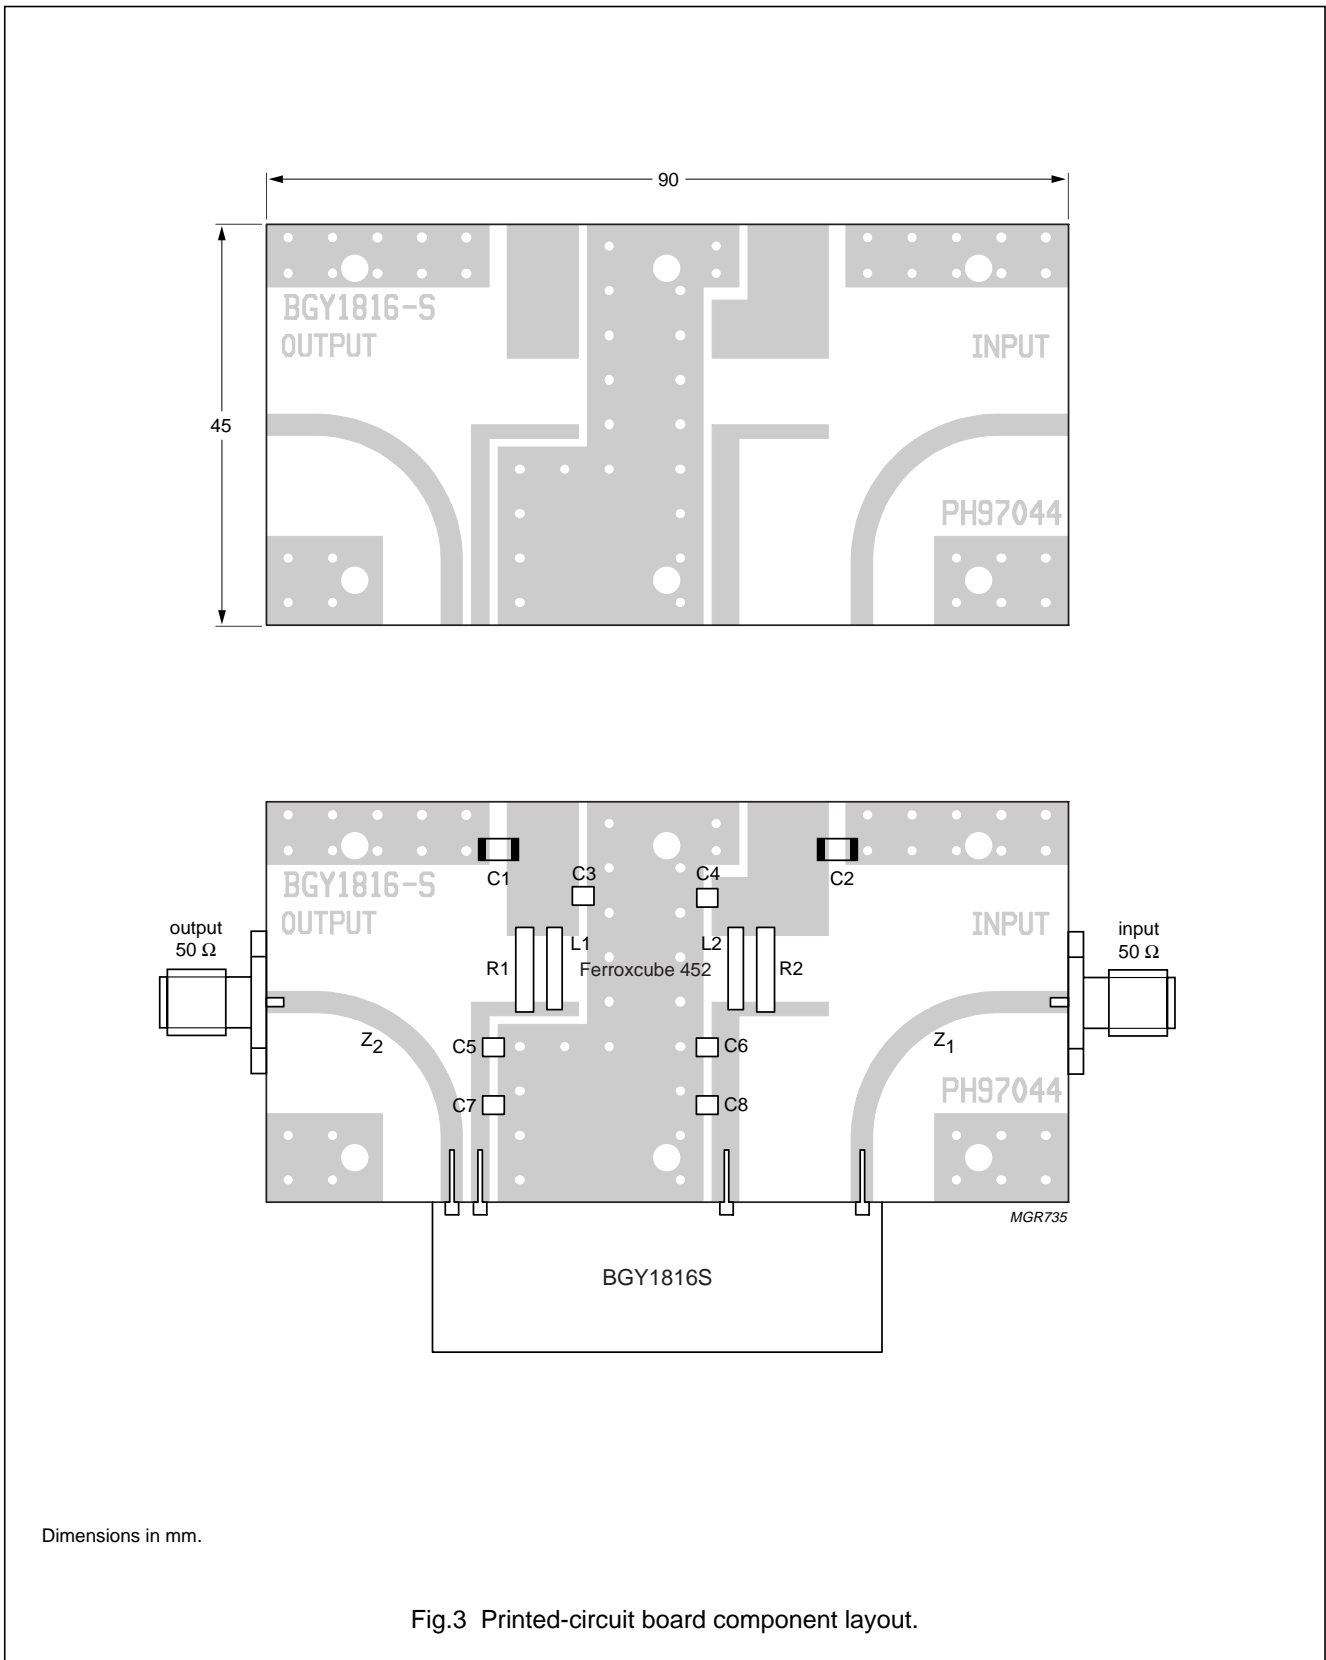 90
45
BGY1816-S
OUTPUT
INPUT
PH97044
C1
C3
C4
C2
BGY1816-S
OUTPUT
INPUT
output
50 Ω
input
50 Ω
L1
L2
R1
Ferroxcube 452
R2
Z2
C5
C6
Z1
PH97044
C7
C8
MGR735
BGY1816S
Dimensions in mm.
Fig.3 Printed-circuit board component layout.